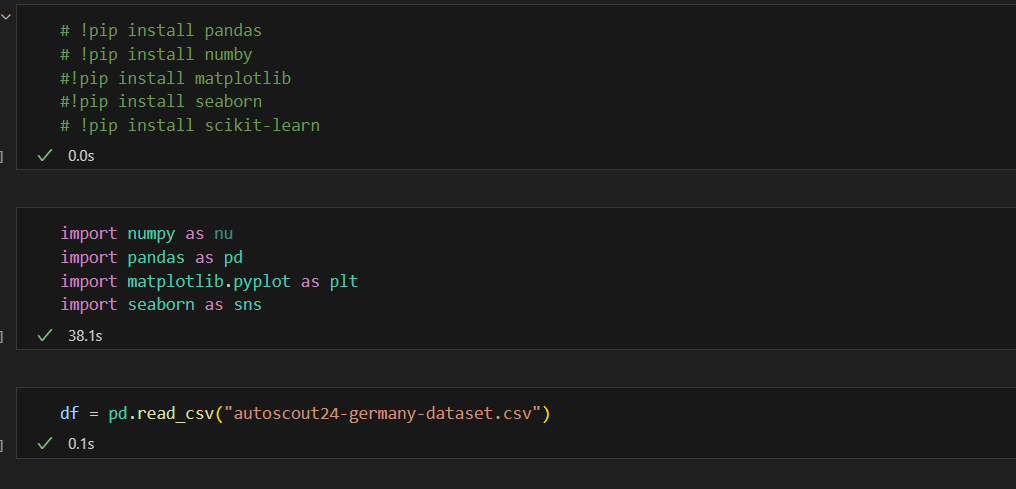 # !pip install pandas
# !pip install numby
#!pip install matplotlib
#!pip install seaborn
# !pip install scikit-learn
✓ 0.0s
import numpy as nu
import pandas as pd
import matplotlib.pyplot as plt
import seaborn as sns
✓ 38.1s
df = pd.read_csv("autoscout24-germany-dataset.csv")
✓ 0.1s